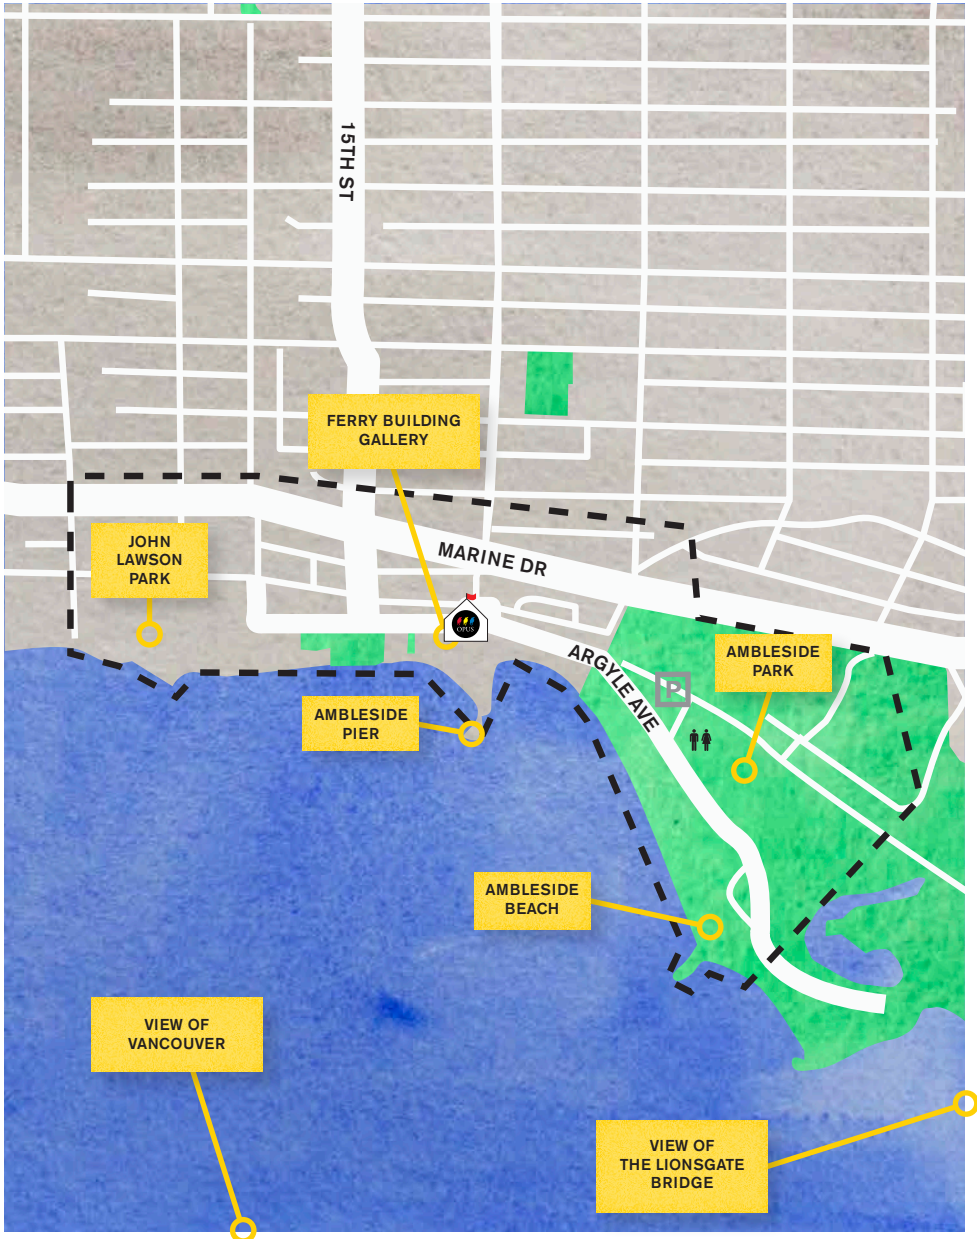 15TH ST
FERRY BUILDING
GALLERY
JOHN
LAWSON
PARK
MARINE DR
OPUS
ARGYLE AVE
P
AMBLESIDE
PARK
AMBLESIDE
PIER
AMBLESIDE
BEACH
VIEW OF
VANCOUVER
VIEW OF
THE LIONSGATE
BRIDGE